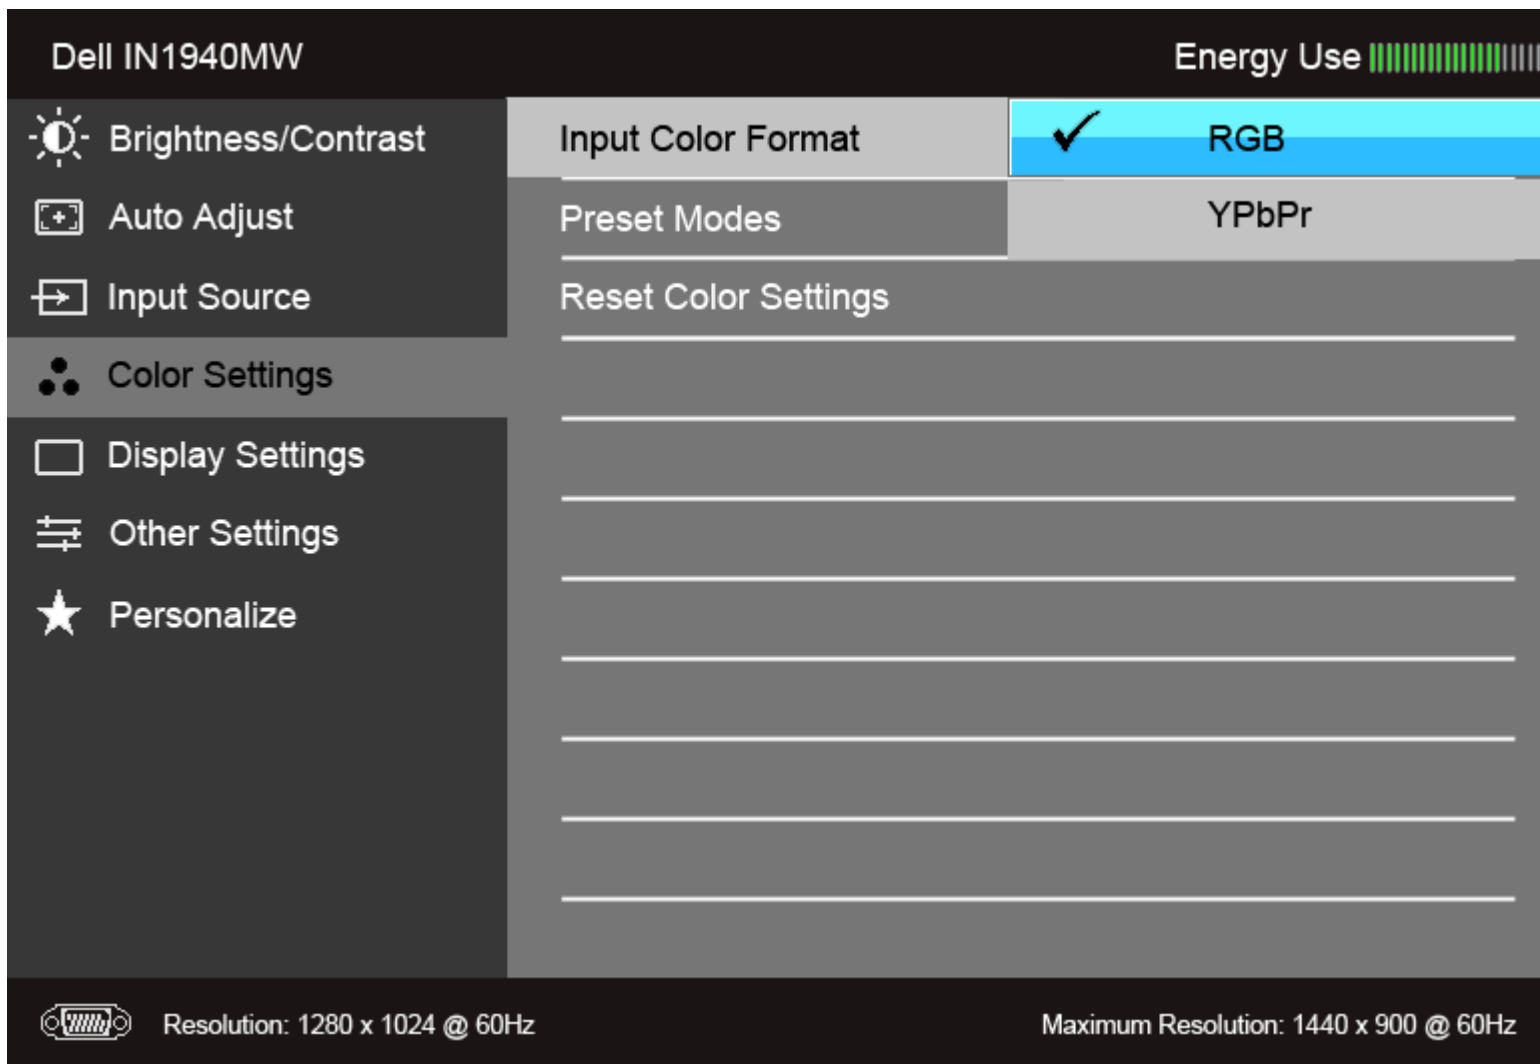 Dell IN1940MW
Energy Use
Brightness/Contrast
Auto Adjust
Input Source
Color Settings
Display Settings
Other Settings
Personalize
Input Color Format
Preset Modes
Reset Color Settings
RGB
YPbPr
Resolution: 1280 x 1024 @ 60Hz
Maximum Resolution: 1440 x 900 @ 60Hz